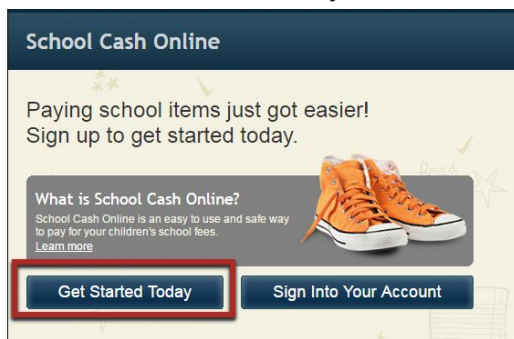 School Cash Online
Paying school items just got easier!
Sign up to get started today.
Read
What is School Cash Online?
School Cash Online is an easy to use and safe way
to pay for your children's school fees.
Learn more
Get Started Today
Sign Into Your Account